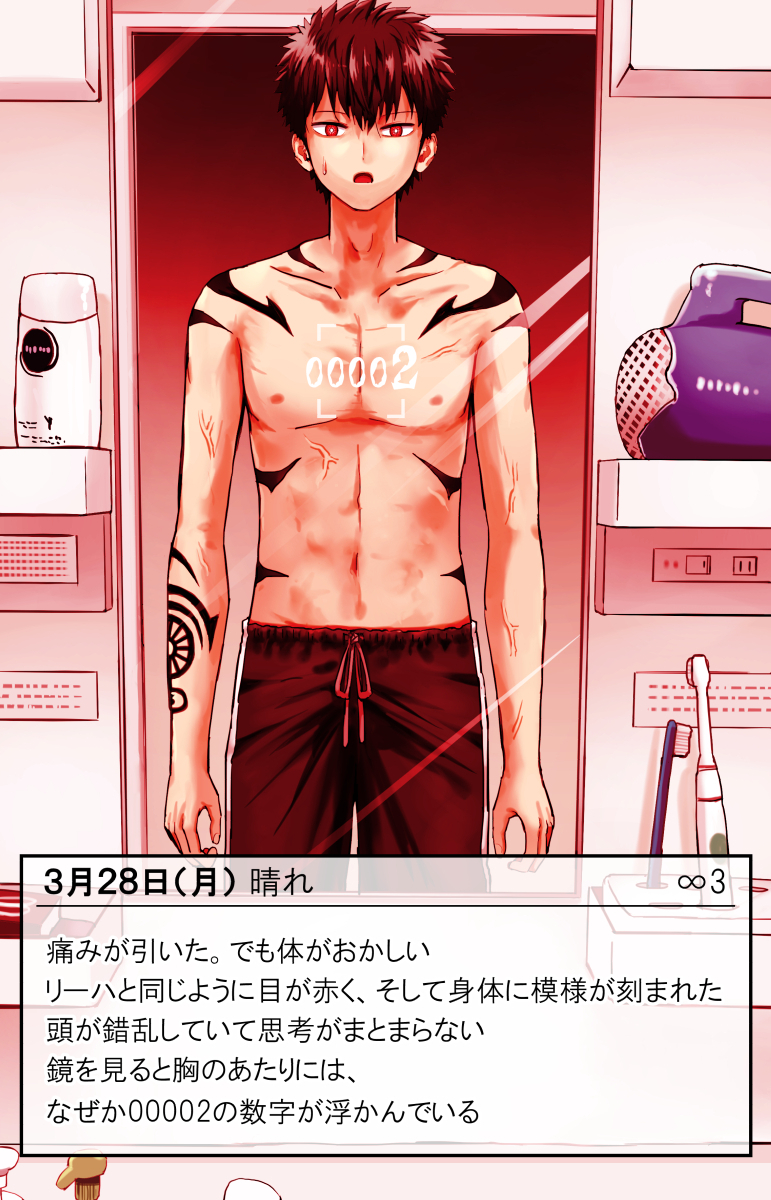 00002
3月28日(月) 晴れ ∞3
痛みが引いた。でも体がおかしい
リーハと同じように目が赤く、そして身体に模様が刻まれた
頭が錯乱していて思考がまとまらない
鏡を見ると胸のあたりには、
なぜか00002の数字が浮かんでいる